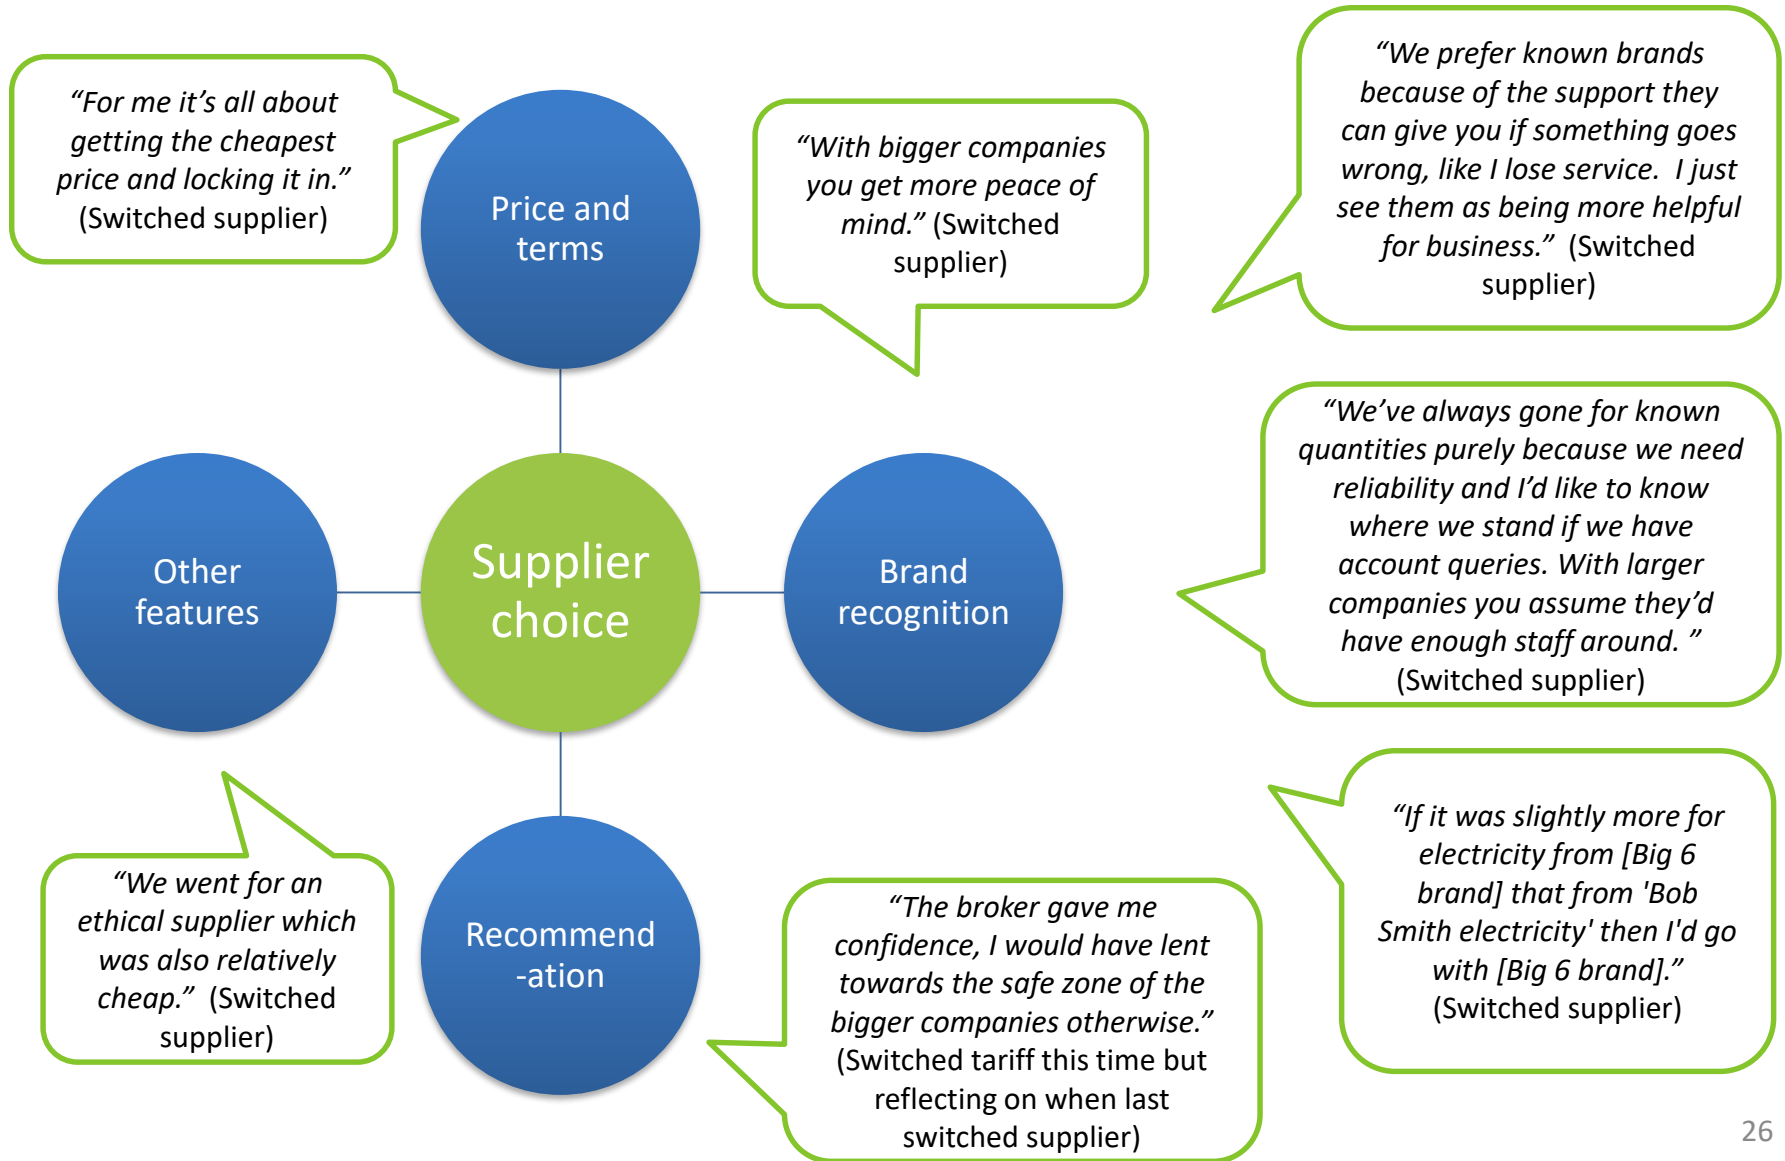 “For me it’s all about
getting the cheapest
price and locking it in.”
(Switched supplier)
Price and
terms
“With bigger companies
you get more peace of
mind.” (Switched
supplier)
“We prefer known brands
because of the support they
can give you if something goes
wrong, like I lose service.  I just
see them as being more helpful
for business.”  (Switched
supplier)
Other
features
Supplier
choice
Brand
recognition
“We’ve always gone for known
quantities purely because we need
reliability and I’d like to know
where we stand if we have
account queries. With larger
companies you assume they’d
have enough staff around. ”
(Switched supplier)
“We went for an
ethical supplier which
was also relatively
cheap.”  (Switched
supplier)
Recommend
-ation
“The broker gave me
confidence, I would have lent
towards the safe zone of the
bigger companies otherwise.”
(Switched tariff this time but
reflecting on when last
switched supplier)
“If it was slightly more for
electricity from [Big 6
brand] that from 'Bob
Smith electricity' then I'd go
with [Big 6 brand].”
(Switched supplier)
26